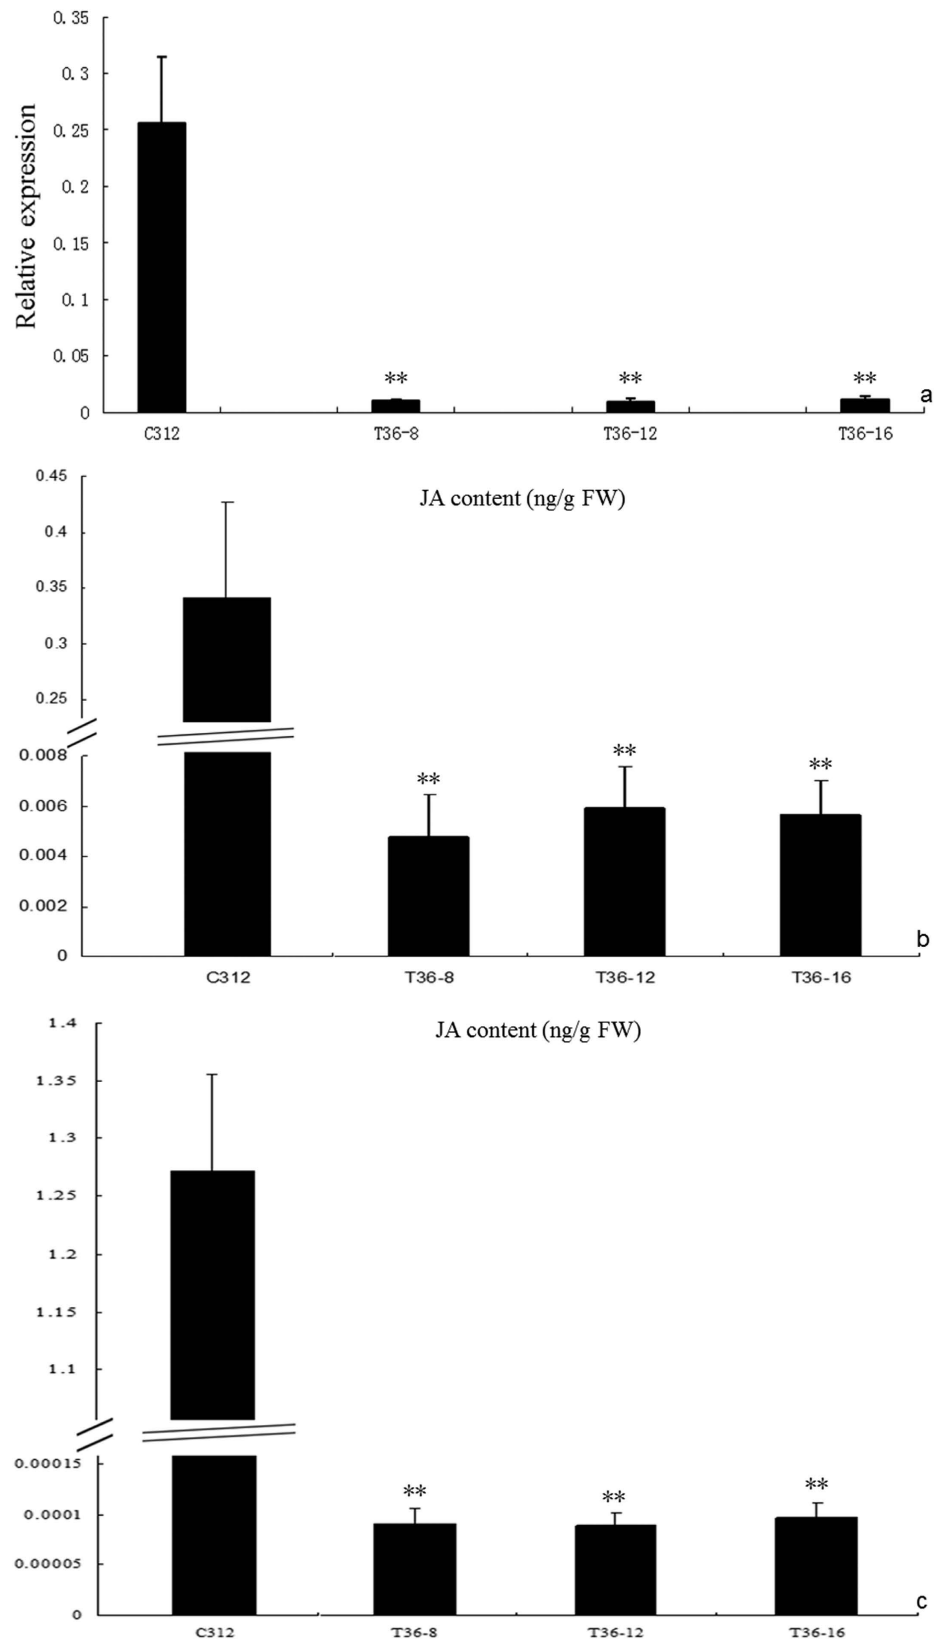 0.35
0.3
0.25
0.2
0.15
0.1
0.05
0
Relative expression
** ** **
a
C312 T36-8 T36-12 T36-16
JA content (ng/g FW)
0.45
0.4
0.35
0.3
0.25
0.008
0.006
0.004
0.002
0
** ** **
b
C312 T36-8 T36-12 T36-16
JA content (ng/g FW)
1.4
1.35
1.3
1.25
1.2
1.15
1.1
0.00015
0.0001
0.00005
0
** ** **
c
C312 T36-8 T36-12 T36-16